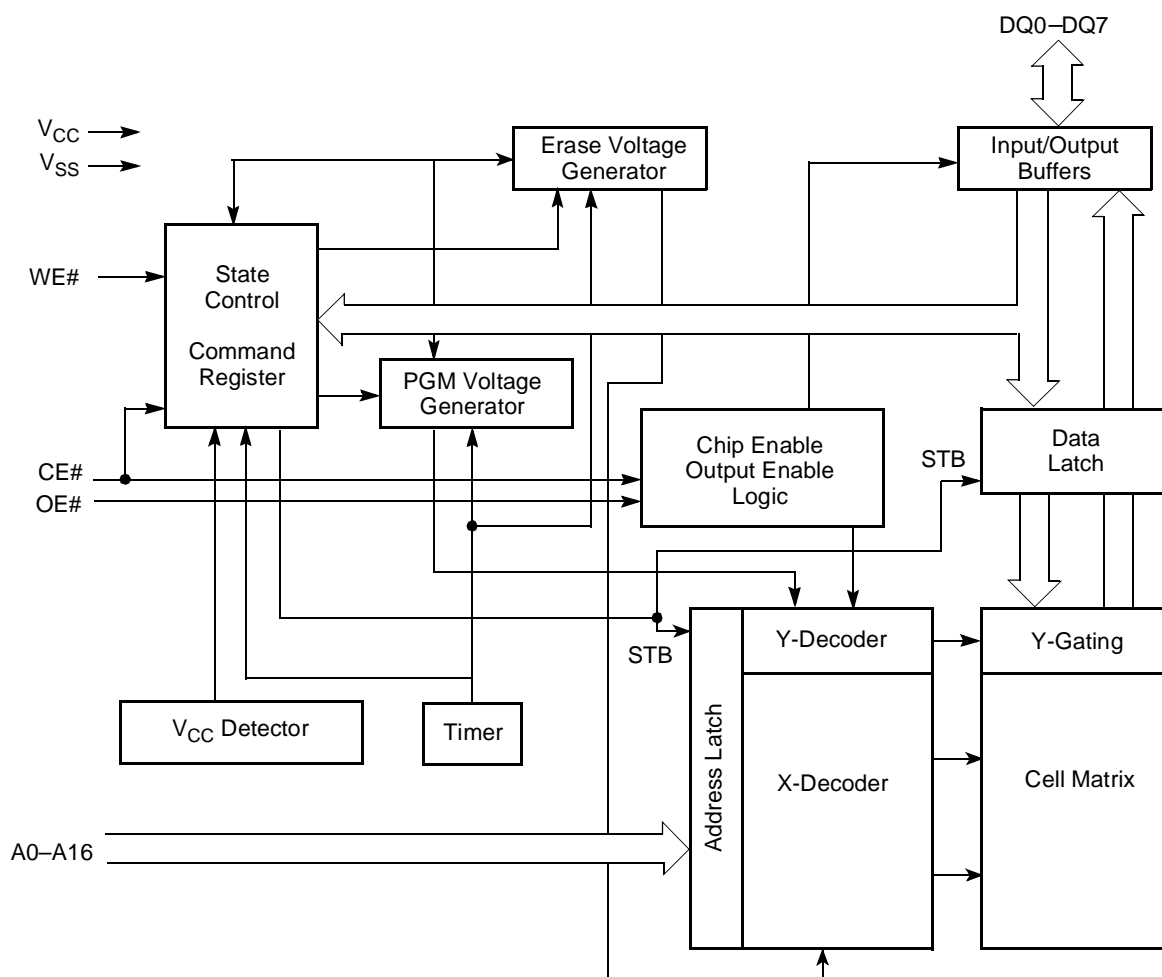 DQ0–DQ7
VCC
VSS
Erase Voltage
Generator
Input/Output
Buffers
WE#
State
Control
Command
Register
PGM Voltage
Generator
Chip Enable
Output Enable
Logic
Data
Latch
STB
CE#
OE#
STB
Y-Decoder
Y-Gating
VCC Detector
Timer
Address Latch
X-Decoder
Cell Matrix
A0–A16